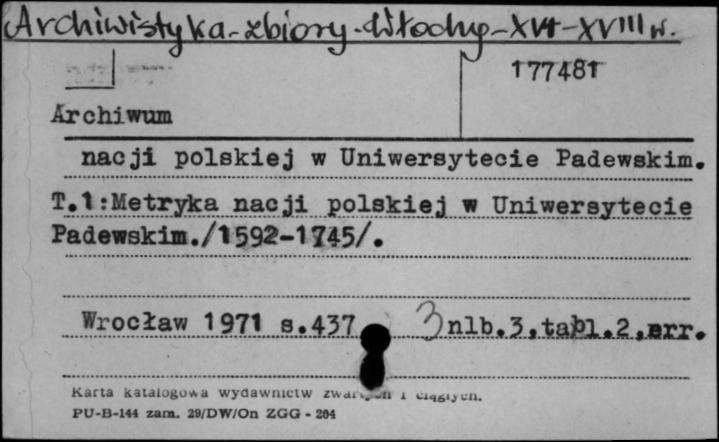 Archiwistyka-zbiory-Włochy-XVI-XVIII w.
177481
Archiwum
nacji polskiej w Uniwersytecie Padewskim.
T.1:Metryka nacji polskiej w Uniwersytecie
Padewskim./1592-1745/.
Wrocław 1971 s.437 3 nlb.3,tabl.2,err.
Karta katalogowa wydawnictw i ciągłych.
PU-B-144 zam. 29/DW/On ZGG - 204